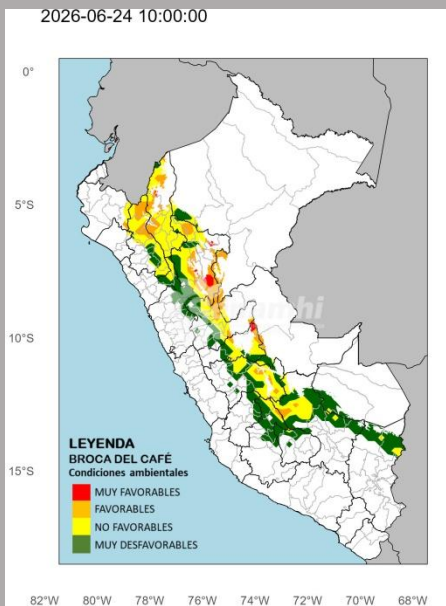 2026-06-24 10:00:00
0°
5°S
10°S
15°S
senamhi
LEYENDA
BROCA DEL CAFÉ
Condiciones ambientales
MUY FAVORABLES
FAVORABLES
NO FAVORABLES
MUY DESFAVORABLES
82°W 80°W 78°W 76°W 74°W 72°W 70°W 68°W